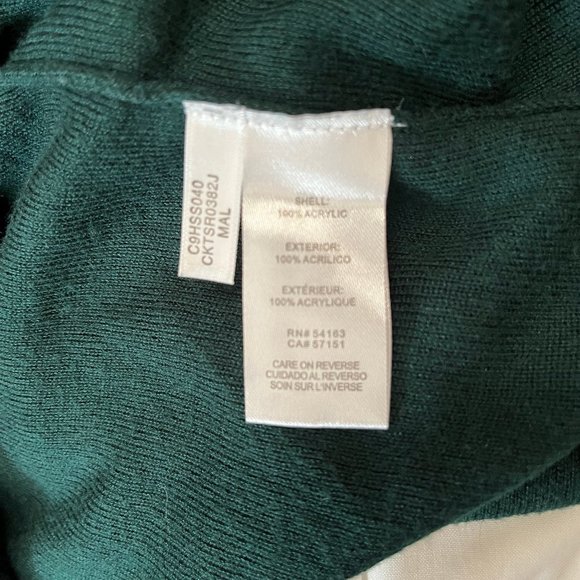 C9HSS040
CKTSR0382J
MAL
SHELL:
100% ACRYLIC
EXTERIOR:
100% ACRILICO
EXTÉRIEUR:
100% ACRYLIQUE
RN# 54163
CA# 57151
CARE ON REVERSE
CUIDADO AL REVERSO
SOIN SUR L'INVERSE